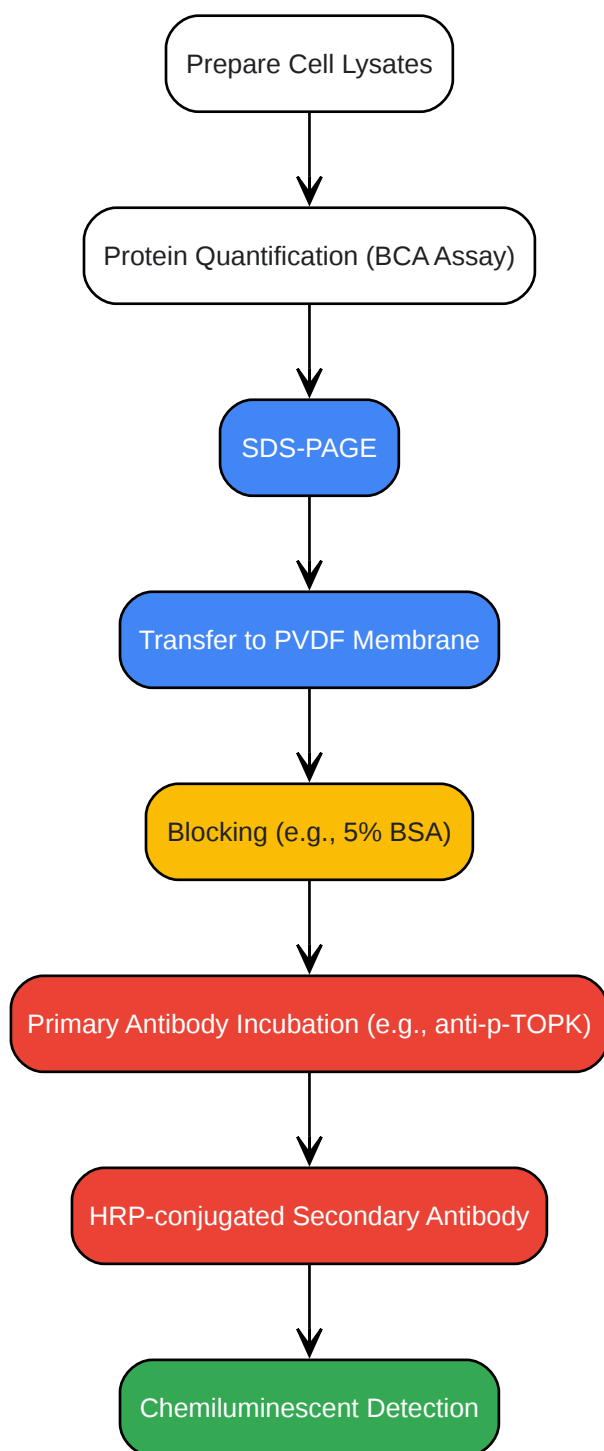 Prepare Cell Lysates
Protein Quantification (BCA Assay)
SDS-PAGE
Transfer to PVDF Membrane
Blocking (e.g., 5% BSA)
Primary Antibody Incubation (e.g., anti-p-TOPK)
HRP-conjugated Secondary Antibody
Chemiluminescent Detection